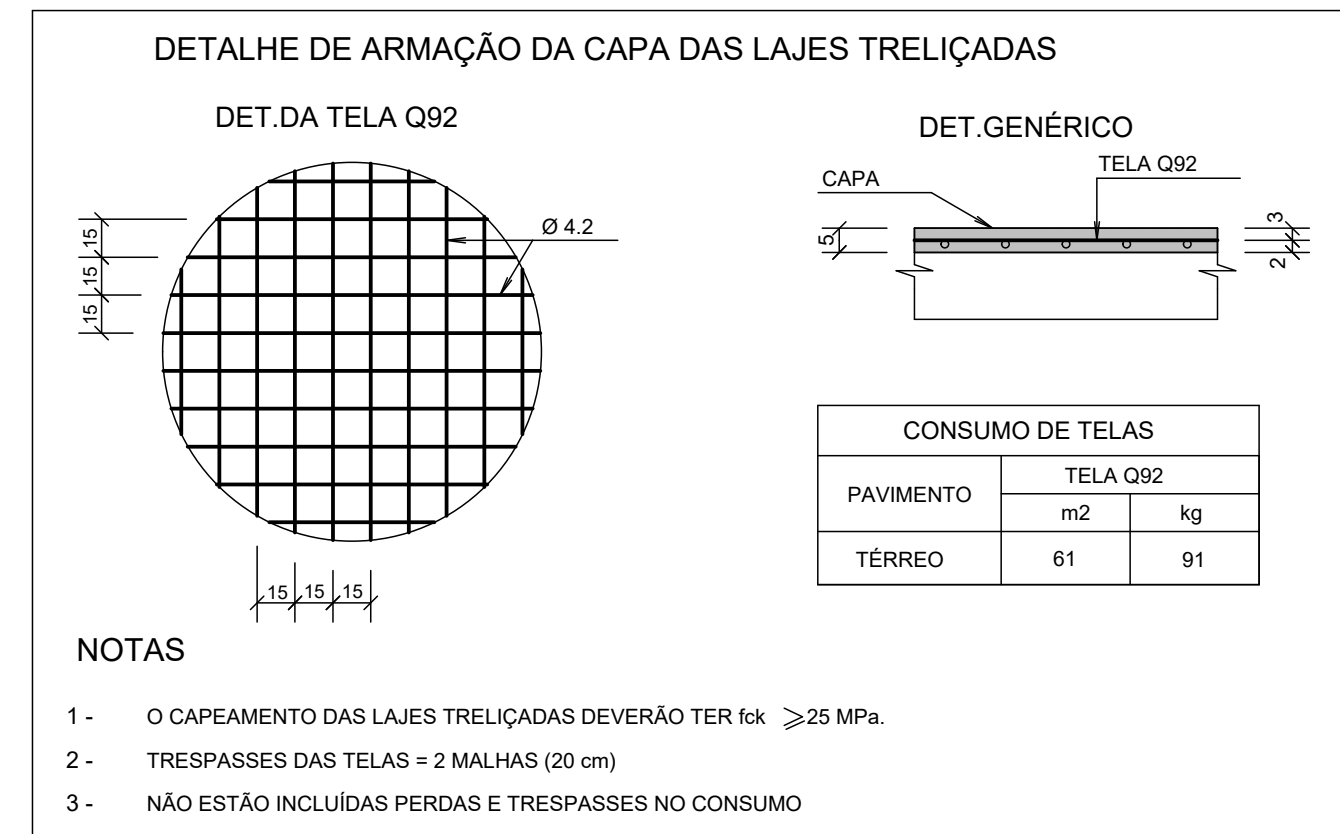 DETALHE DE ARMAÇÃO DA CAPA DAS LAJES TRELIÇADAS
DET.DA TELA Q92
15
15
15
Ø 4.2
15 15 15
DET.GENÉRICO
CAPA
TELA Q92
5
3
2
CONSUMO DE TELAS
PAVIMENTO
TELA Q92
m2 kg
TÉRREO 61 91
NOTAS
1 - O CAPEAMENTO DAS LAJES TRELIÇADAS DEVERÃO TER fck ⩾25 MPa.
2 - TRESPASSES DAS TELAS = 2 MALHAS (20 cm)
3 - NÃO ESTÃO INCLUÍDAS PERDAS E TRESPASSES NO CONSUMO